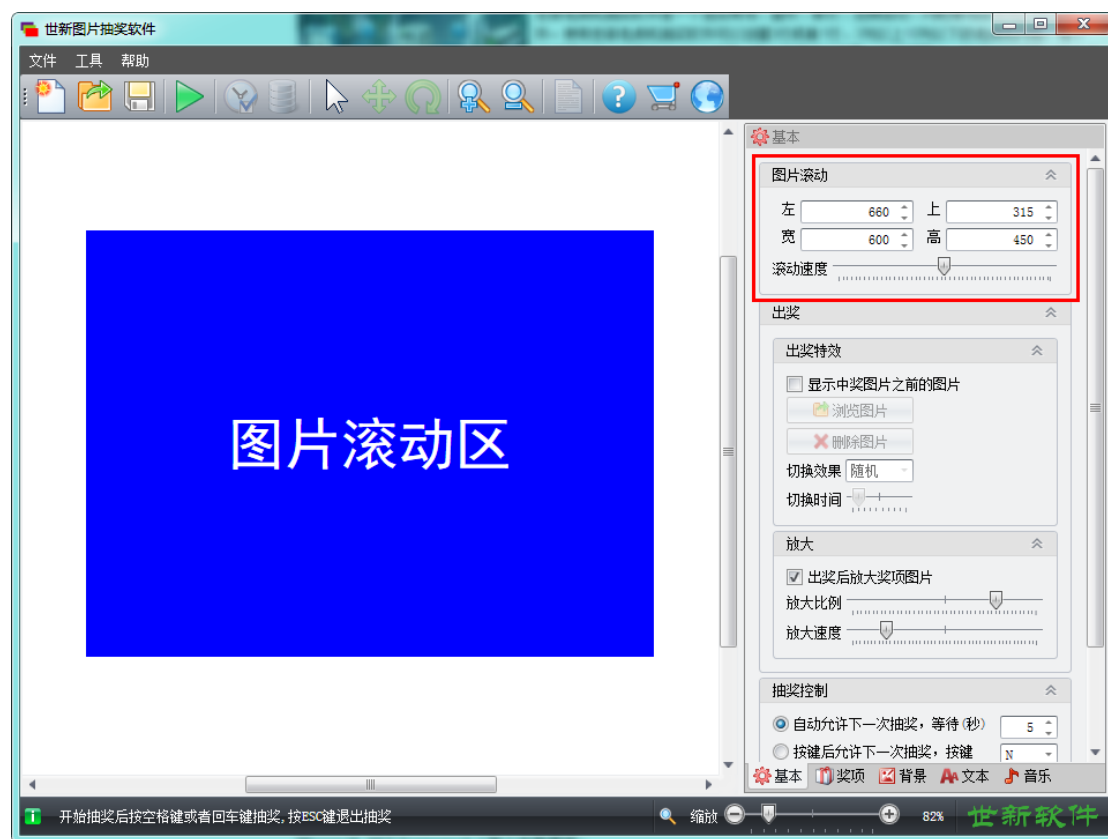 世新图片抽奖软件
文件 工具 帮助
图片滚动区
基本
图片滚动
左 660 上 315
宽 600 高 450
滚动速度
出奖
出奖特效
显示中奖图片之前的图片
浏览图片
删除图片
切换效果 随机
切换时间
放大
出奖后放大奖项图片
放大比例
放大速度
抽奖控制
自动允许下一次抽奖，等待(秒) 5
按键后允许下一次抽奖，按键 N
基本 奖项 背景 文本 音乐
开始抽奖后按空格键或者回车键抽奖,按ESC键退出抽奖 缩放 82% 世新软件